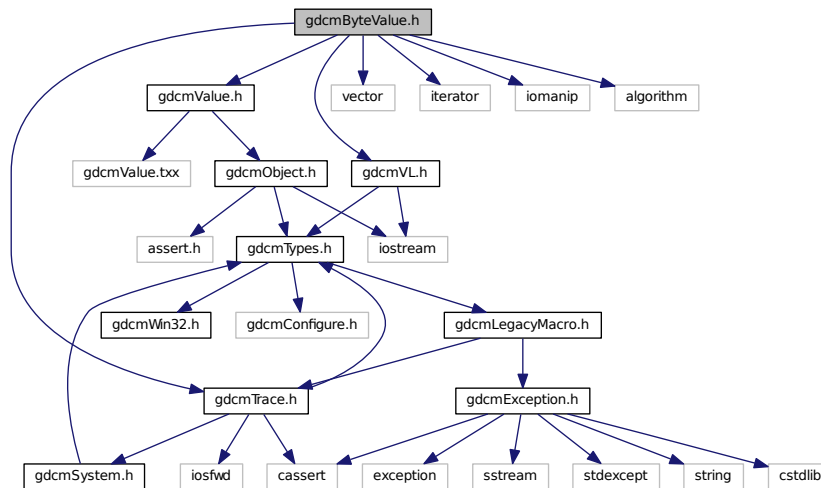 gdcmByteValue.h
gdcmValue.h
vector
iterator
iomanip
algorithm
gdcmValue.txx
gdcmObject.h
gdcmVL.h
assert.h
gdcmTypes.h
iostream
gdcmWin32.h
gdcmConfigure.h
gdcmLegacyMacro.h
gdcmTrace.h
gdcmException.h
gdcmSystem.h
iosfwd
cassert
exception
sstream
stdexcept
string
cstdlib